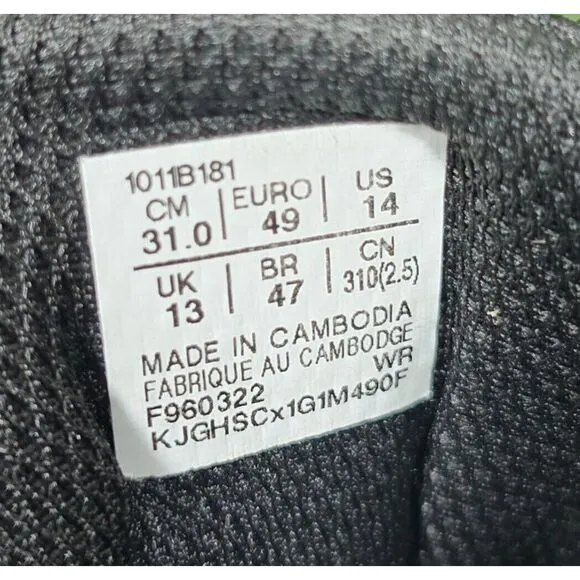 1011B181
CM | EURO | US
31.0 | 49 | 14
UK | BR | CN
13 | 47 | 310(2.5)
MADE IN CAMBODIA
FABRIQUE AU CAMBODGE
F960322 WR
KJGHSCx1G1M490F